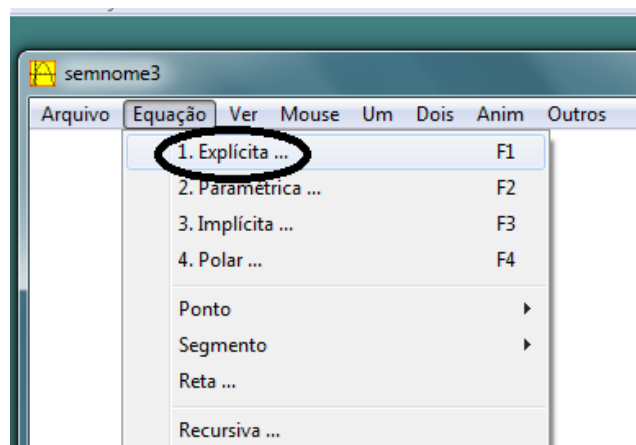 semnome3
Arquivo Equação Ver Mouse Um Dois Anim Outros
1. Explícita ... F1
2. Paramétrica ... F2
3. Implícita ... F3
4. Polar ... F4
Ponto
Segmento
Reta ...
Recursiva ...